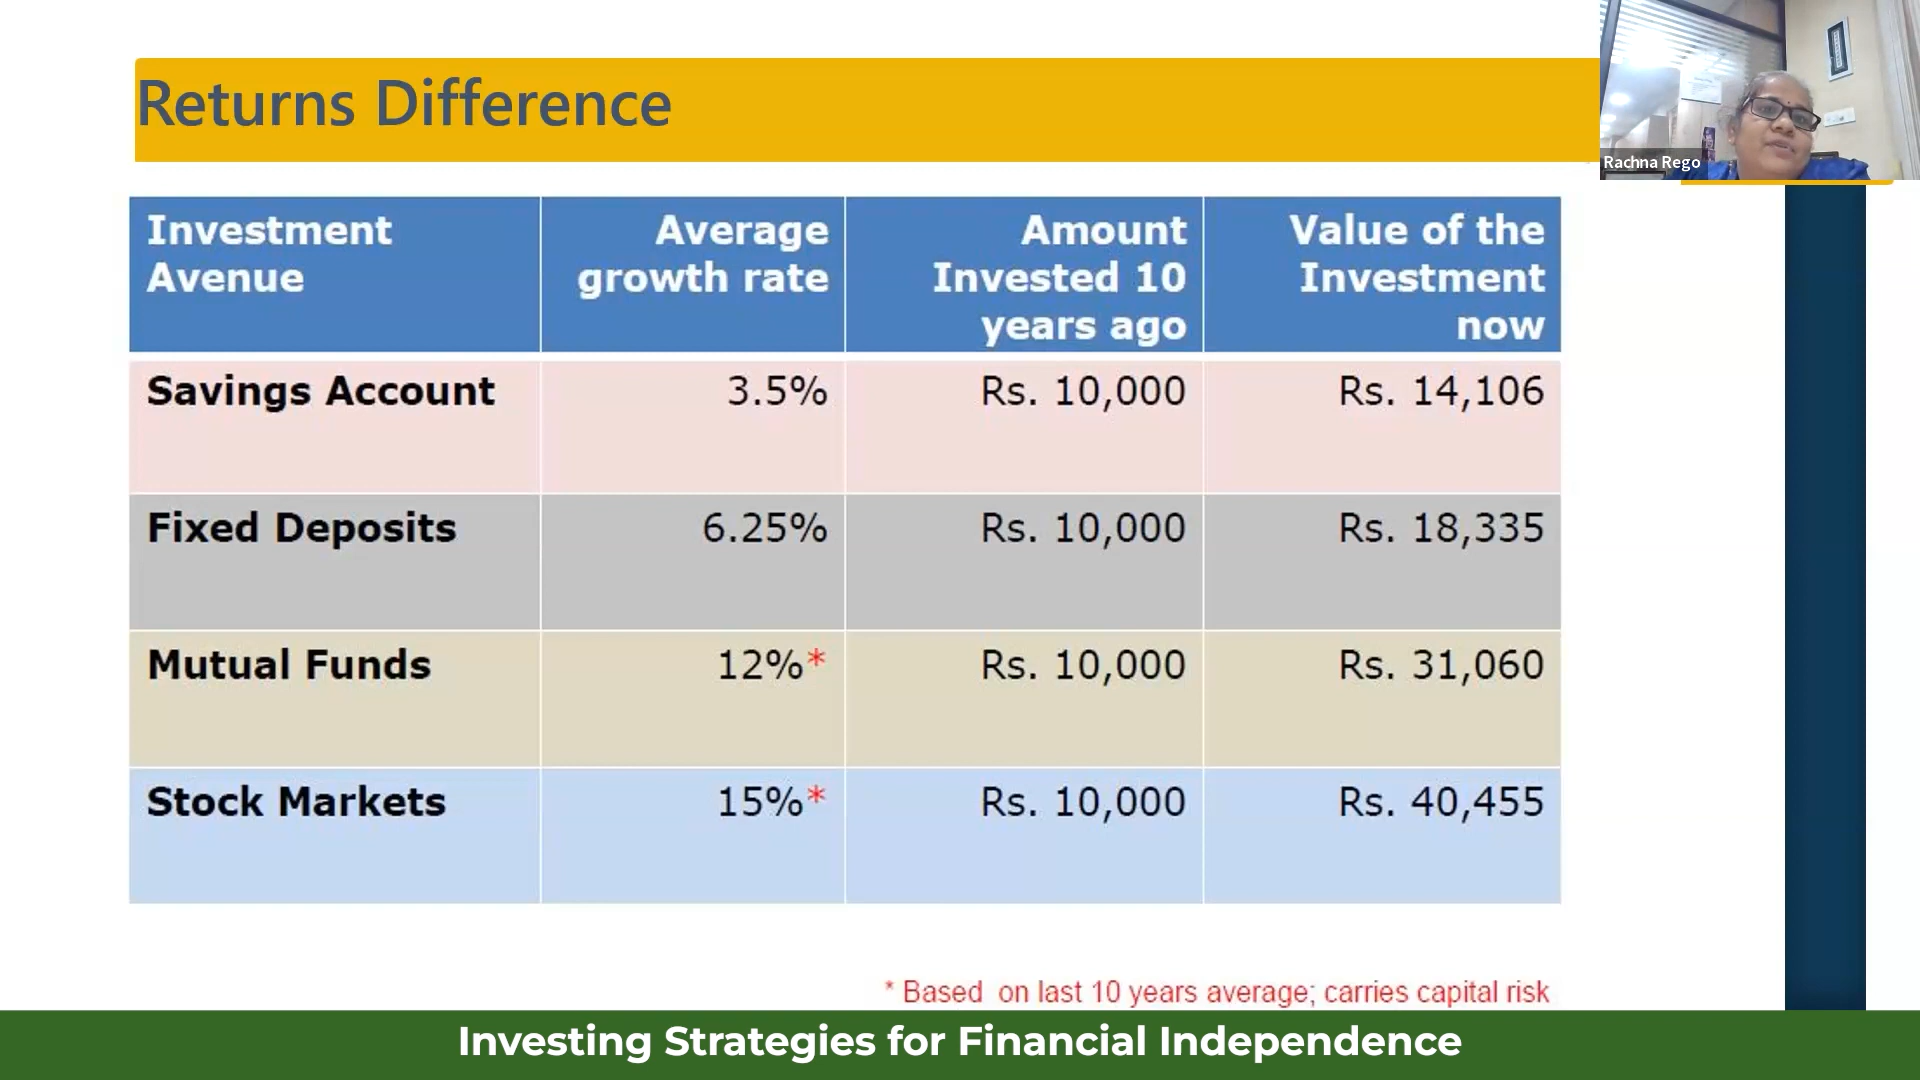 Returns Difference
Rachna Rego
Investment Avenue
Average growth rate
Amount Invested 10 years ago
Value of the Investment now
Savings Account 3.5% Rs. 10,000 Rs. 14,106
Fixed Deposits 6.25% Rs. 10,000 Rs. 18,335
Mutual Funds 12%* Rs. 10,000 Rs. 31,060
Stock Markets 15%* Rs. 10,000 Rs. 40,455
* Based on last 10 years average; carries capital risk
Investing Strategies for Financial Independence